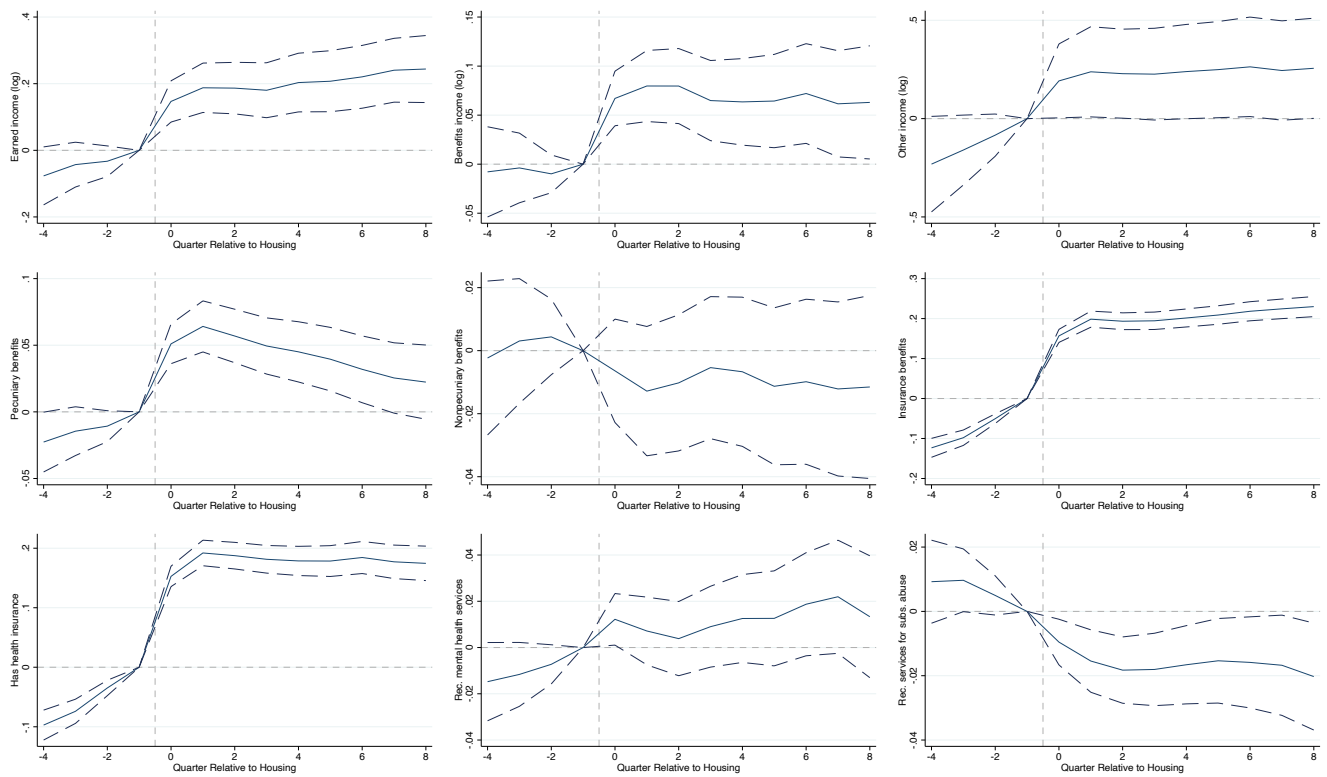 Earned income (log)
.4
.2
0
-.2
-4 -2 0 2 4 6 8
Quarter Relative to Housing
Benefits income (log)
.15
.1
.05
0
-.05
-4 -2 0 2 4 6 8
Quarter Relative to Housing
Other income (log)
.5
0
-.5
-4 -2 0 2 4 6 8
Quarter Relative to Housing
Pecuniary benefits
.1
.05
0
-.05
-4 -2 0 2 4 6 8
Quarter Relative to Housing
Nonpecuniary benefits
.02
0
-.02
-.04
-4 -2 0 2 4 6 8
Quarter Relative to Housing
Insurance benefits
.3
.2
.1
0
-.1
-.2
-4 -2 0 2 4 6 8
Quarter Relative to Housing
Has health insurance
.2
.1
0
-.1
-4 -2 0 2 4 6 8
Quarter Relative to Housing
Rec. mental health services
.04
.02
0
-.02
-.04
-4 -2 0 2 4 6 8
Quarter Relative to Housing
Rec. services for subs. abuse
.02
0
-.02
-.04
-4 -2 0 2 4 6 8
Quarter Relative to Housing